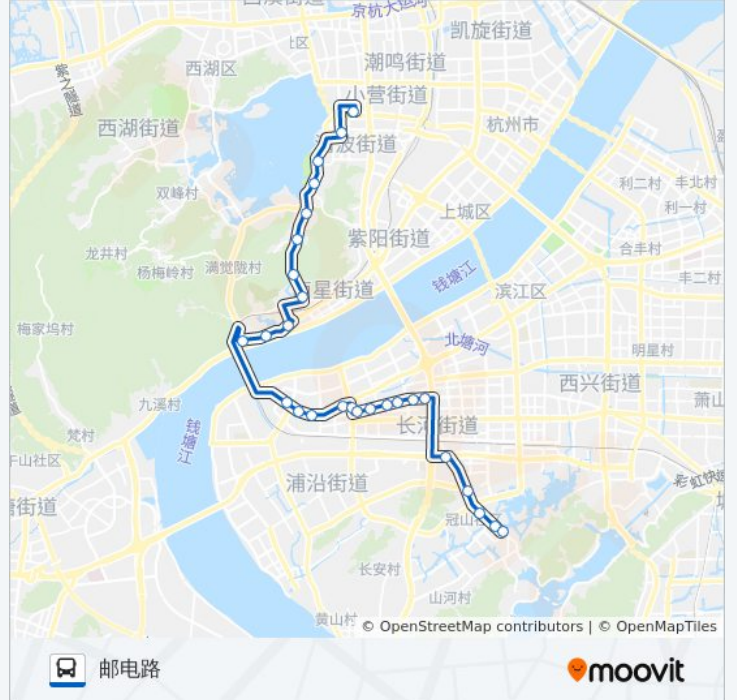 京杭大运河
凯旋街道
社区
潮鸣街道
西湖区
紫之隧道
小营街道
西湖街道
杭州市
双峰村
利二村
丰北村
利一村
上城区
紫阳街道
合丰村
龙井村
满觉陇村
杨梅岭村
钱塘江
丰二村
滨江区
梅家坞村
北塘河
明星村
西兴街道
九溪村
萧山
钱塘江
梵村
长河街道
浦沿街道
冠山
长安村
山河村
黄山村
© OpenStreetMap contributors | © OpenMapTiles
邮电路
moovit